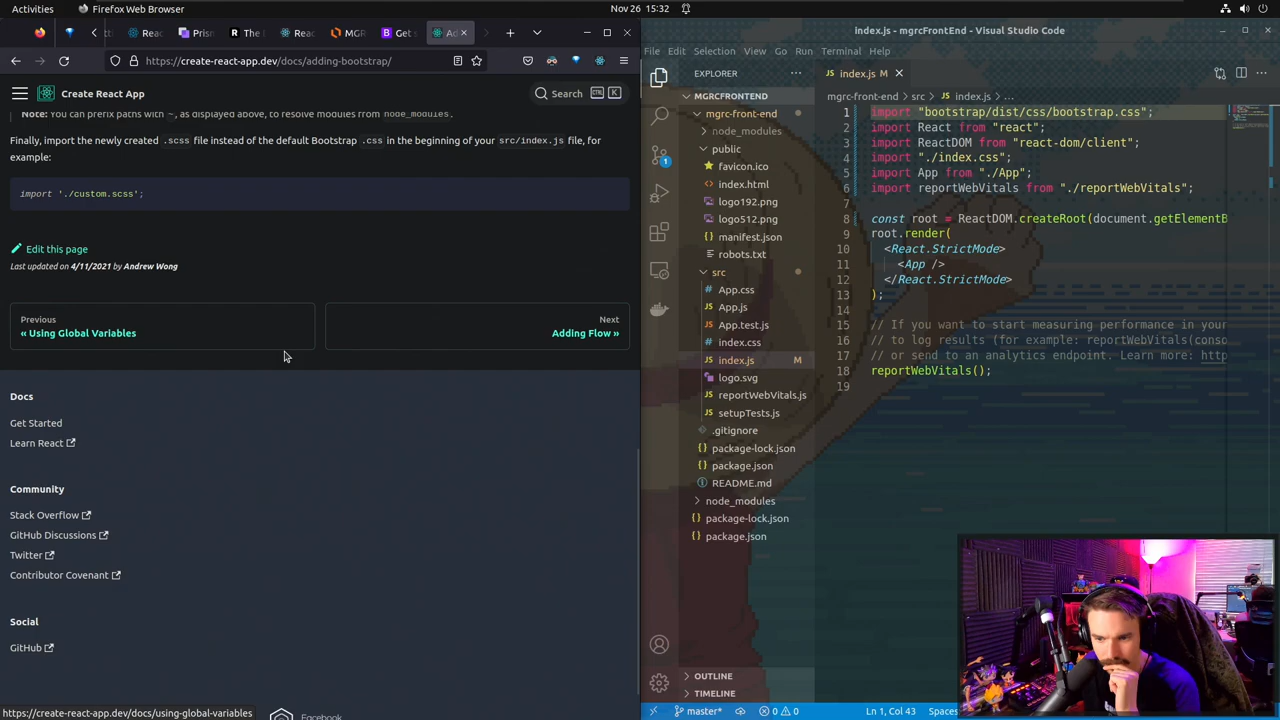 Activities
Firefox Web Browser
Nov 26 15:32
Reac
Prism
The I
Reac
MGR
Get s
Ad
https://create-react-app.dev/docs/adding-bootstrap/
Create React App
Search
CTRL K
Note: You can prefix paths with ~, as displayed above, to resolve modules from node_modules.
Finally, import the newly created .scss file instead of the default Bootstrap .css in the beginning of your src/index.js file, for
example:
import './custom.scss';
Edit this page
Last updated on 4/11/2021 by Andrew Wong
Previous
« Using Global Variables
Next
Adding Flow »
Docs
Get Started
Learn React
Community
Stack Overflow
GitHub Discussions
Twitter
Contributor Covenant
Social
GitHub
Facebook
https://create-react-app.dev/docs/using-global-variables
index.js - mgrcFrontEnd - Visual Studio Code
File Edit Selection View Go Run Terminal Help
EXPLORER
MGRCFRONTEND
mgrc-front-end
node_modules
public
favicon.ico
index.html
logo192.png
logo512.png
manifest.json
robots.txt
src
App.css
App.js
App.test.js
index.css
index.js M
logo.svg
reportWebVitals.js
setupTests.js
.gitignore
package-lock.json
package.json
README.md
node_modules
package-lock.json
package.json
OUTLINE
TIMELINE
1
index.js
mgrc-front-end > src > index.js > ...
1 import "bootstrap/dist/css/bootstrap.css";
2 import React from "react";
3 import ReactDOM from "react-dom/client";
4 import "./index.css";
5 import App from "./App";
6 import reportWebVitals from "./reportWebVitals";
7
8 const root = ReactDOM.createRoot(document.getElementB
9 root.render(
10 <React.StrictMode>
11 <App />
12 </React.StrictMode>
13 );
14
15 // If you want to start measuring performance in your
16 // to log results (for example: reportWebVitals(conso
17 // or send to an analytics endpoint. Learn more: http
18 reportWebVitals();
19
master* 0 0
Ln 1, Col 43
Spaces